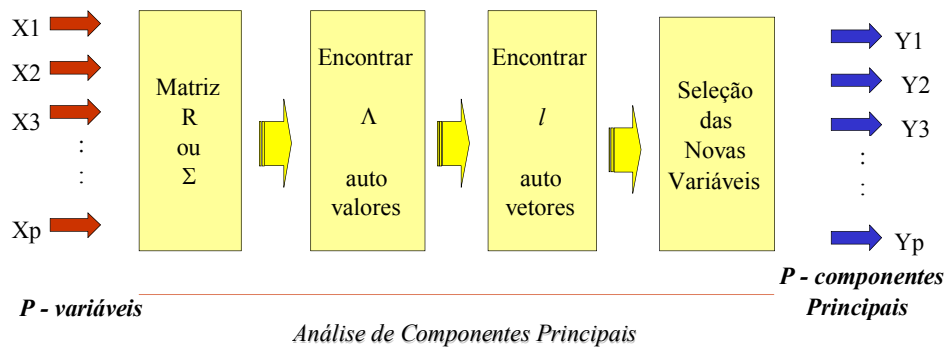 X1
X2
X3
:
:
Xp
P - variáveis
Matriz
R
ou
Σ
Encontrar
Λ
auto
valores
Encontrar
l
auto
vetores
Seleção
das
Novas
Variáveis
Y1
Y2
Y3
:
:
Yp
P - componentes
Principais
Análise de Componentes Principais